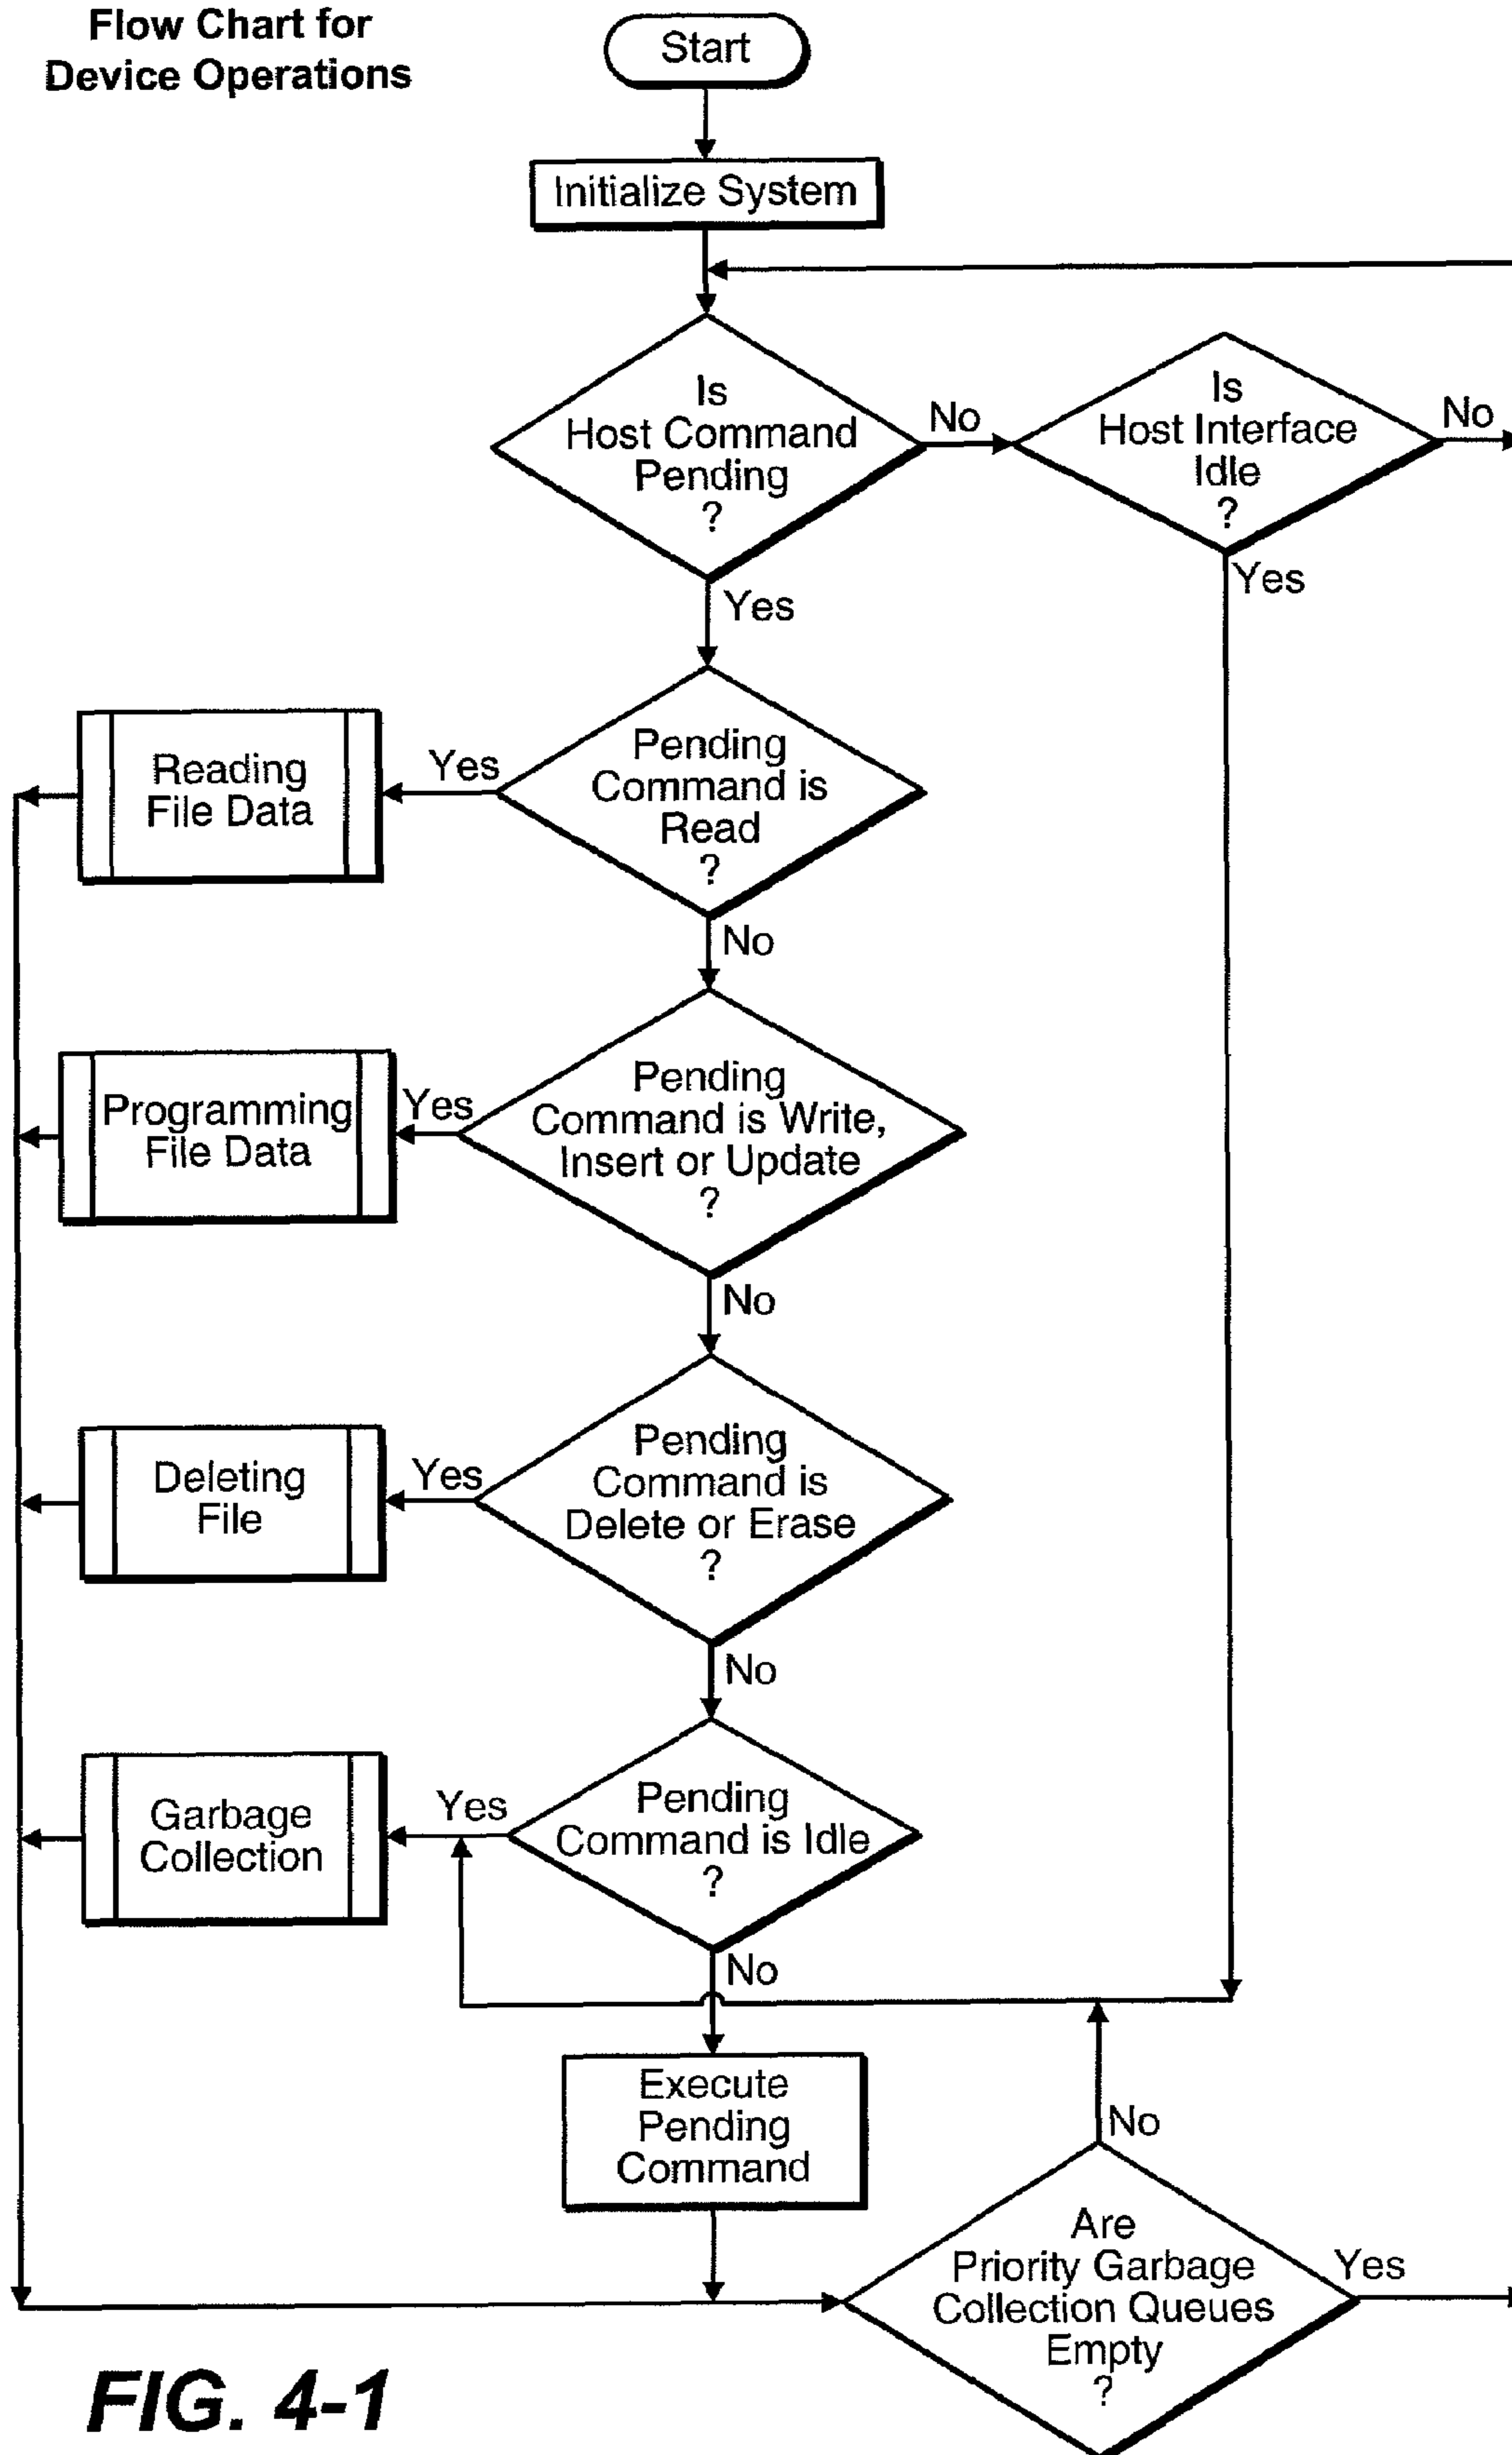 Flow Chart for
Device Operations
Start
Initialize System
Is
Host Command
Pending
?
No
Is
Host Interface
Idle
?
No
Yes
Yes
Pending
Command is
Read
?
Yes
Reading
File Data
No
Pending
Command is Write,
Insert or Update
?
Yes
Programming
File Data
No
Pending
Command is
Delete or Erase
?
Yes
Deleting
File
No
Pending
Command is Idle
?
Yes
Garbage
Collection
No
Execute
Pending
Command
No
Are
Priority Garbage
Collection Queues
Empty
?
Yes
FIG. 4-1